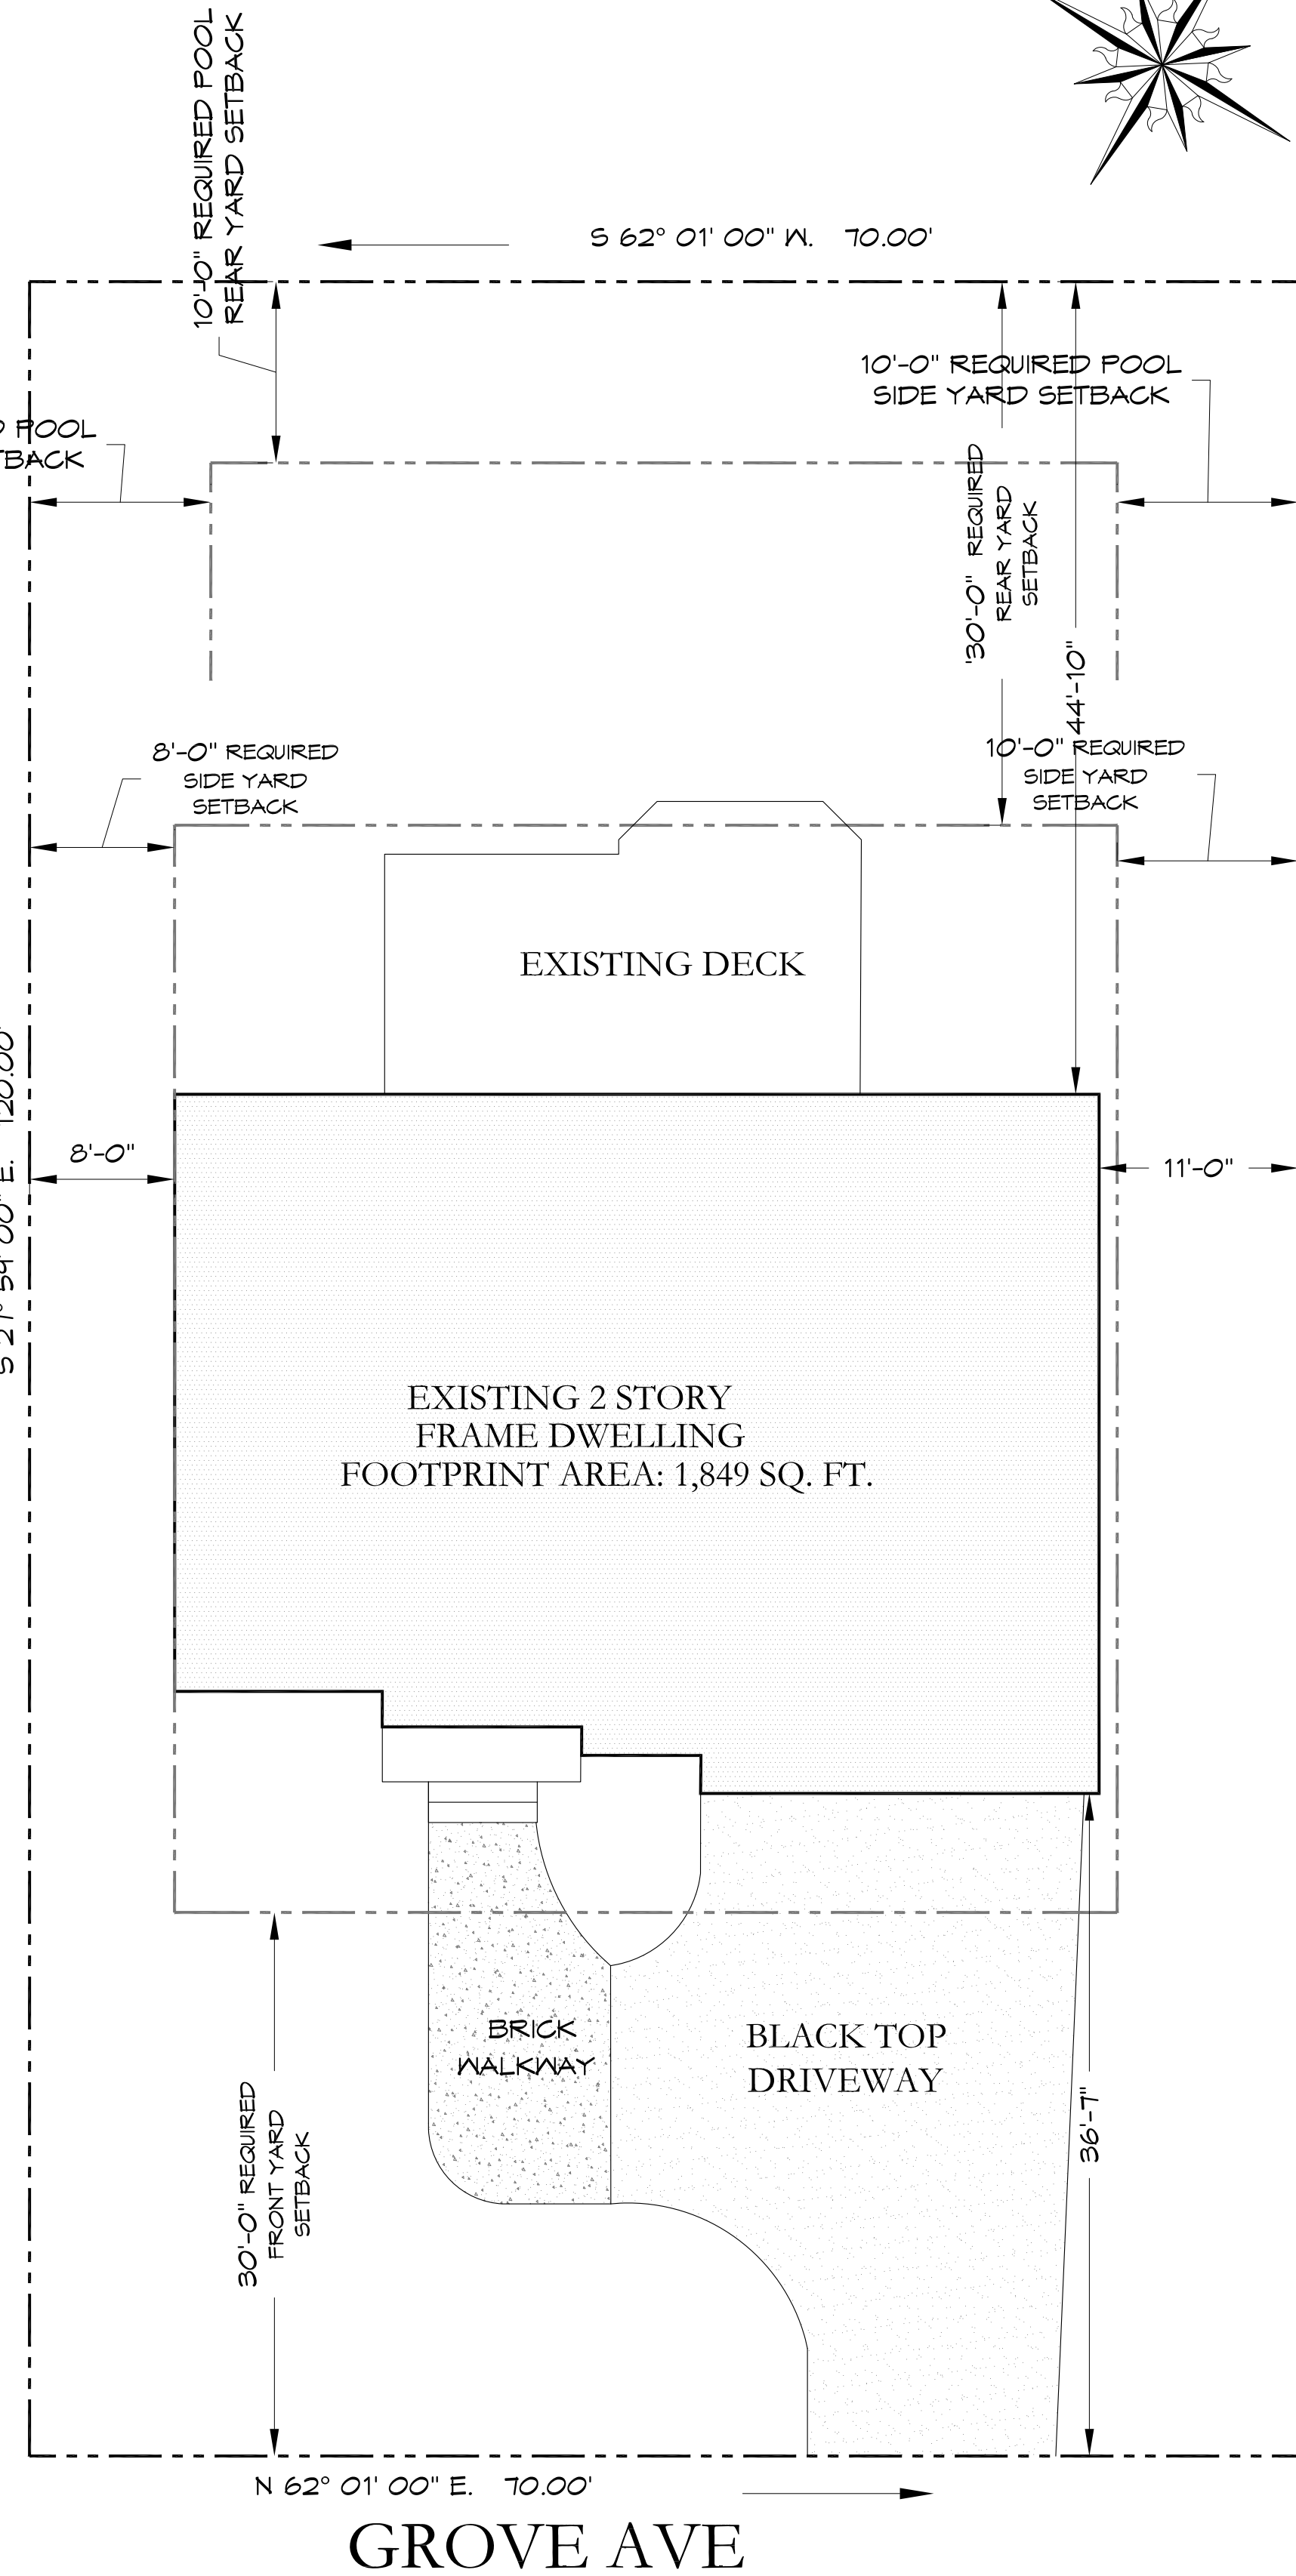 10'-0" REQUIRED POOL
REAR YARD SETBACK
S 62° 01' 00" W. 70.00'
10'-0" REQUIRED POOL
SIDE YARD SETBACK
POOL
'30'-0" REQUIRED
REAR YARD
SETBACK
44'-10"
8'-0" REQUIRED
SIDE YARD
SETBACK
10'-0" REQUIRED
SIDE YARD
SETBACK
EXISTING DECK
120.00'
8'-0"
11'-0"
EXISTING 2 STORY
FRAME DWELLING
FOOTPRINT AREA: 1,849 SQ. FT.
BRICK
WALKWAY
BLACK TOP
DRIVEWAY
30'-0" REQUIRED
FRONT YARD
SETBACK
36'-7"
N 62° 01' 00" E. 70.00'
GROVE AVE